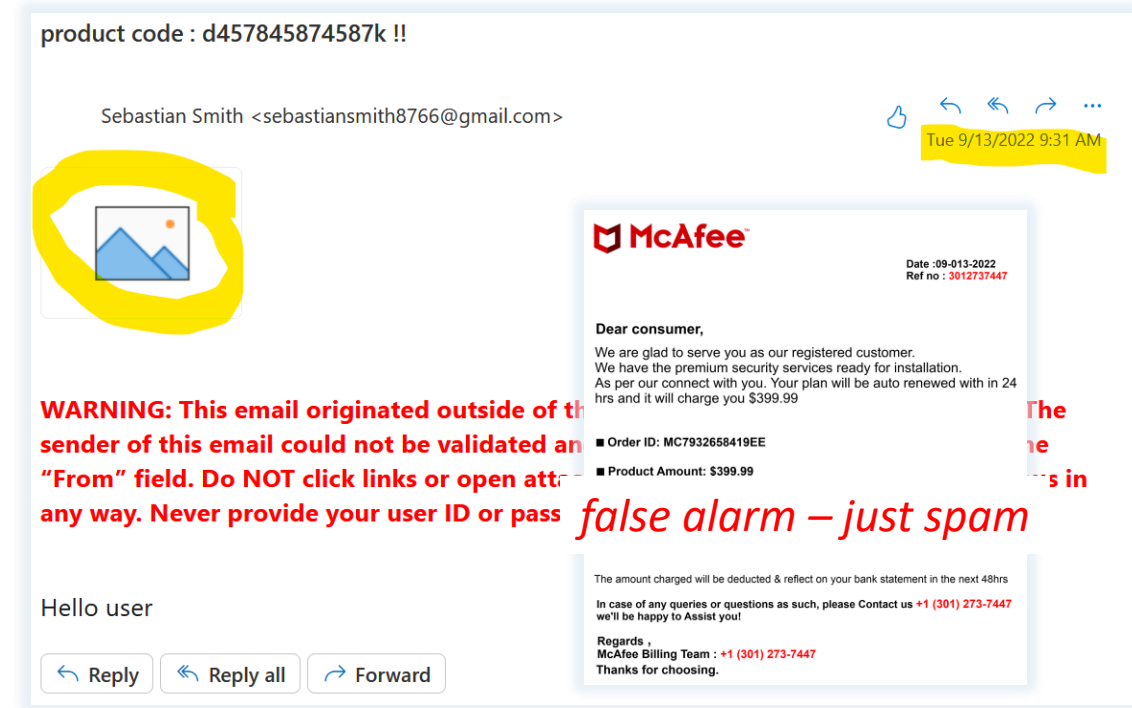 product code : d457845874587k !!
Sebastian Smith <sebastiansmith8766@gmail.com>
Tue 9/13/2022 9:31 AM
WARNING: This email originated outside of The
sender of this email could not be validated
“From” field. Do NOT click links or open in
any way. Never provide your user ID or
Hello user
Reply
Reply all
Forward
McAfee™
Date :09-013-2022
Ref no : 3012737447
Dear consumer,
We are glad to serve you as our registered customer.
We have the premium security services ready for installation.
As per our connect with you. Your plan will be auto renewed with in 24
hrs and it will charge you $399.99
■ Order ID: MC7932658419EE
■ Product Amount: $399.99
false alarm – just spam
The amount charged will be deducted & reflect on your bank statement in the next 48hrs
In case of any queries or questions as such, please Contact us +1 (301) 273-7447
we'll be happy to Assist you!
Regards ,
McAfee Billing Team : +1 (301) 273-7447
Thanks for choosing.